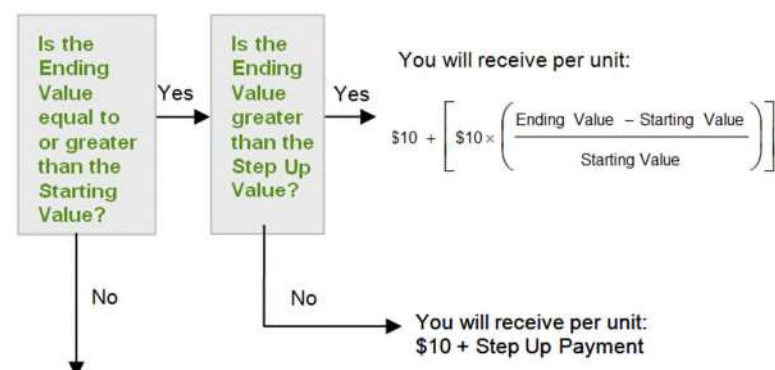 Is the
Ending
Value
equal to
or greater
than the
Starting
Value?
Yes
Is the
Ending
Value
greater
than the
Step Up
Value?
Yes
You will receive per unit:
$10 + [ $10 × ( Ending Value – Starting Value
Starting Value ) ]
No
No
You will receive per unit:
$10 + Step Up Payment